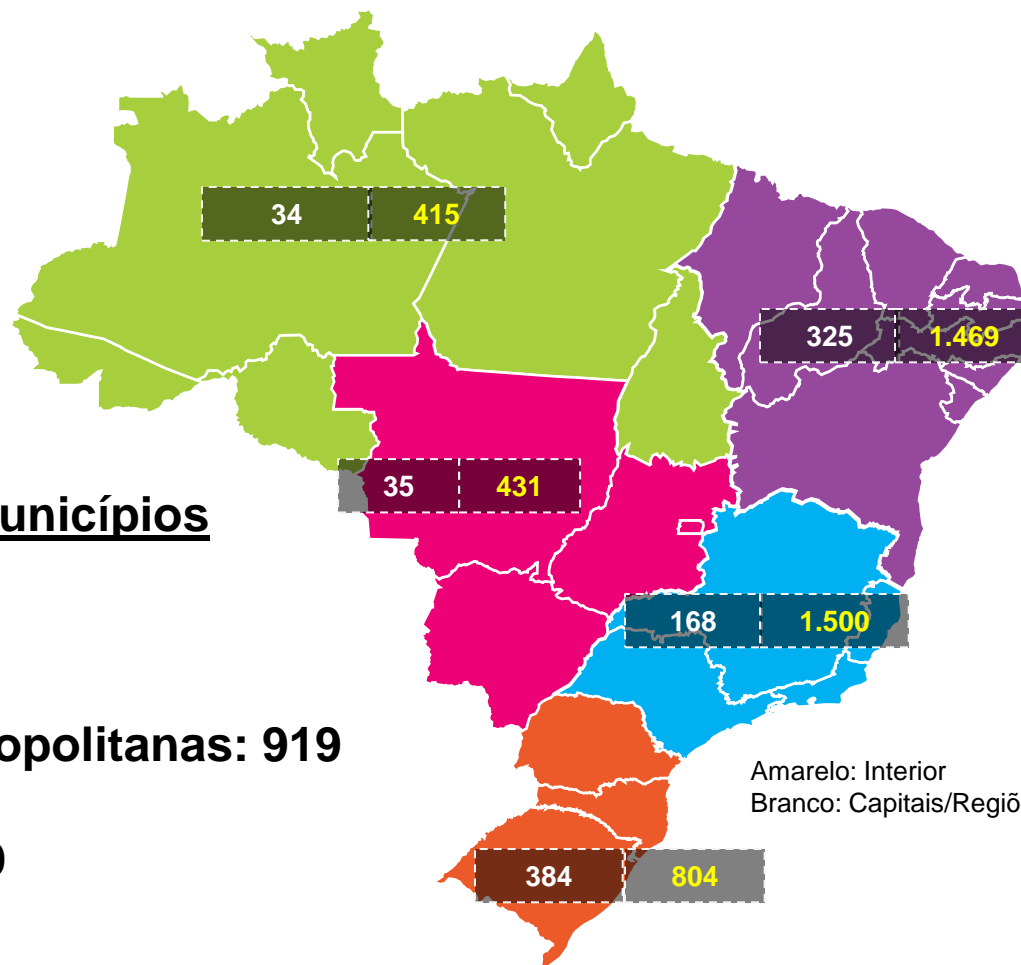 34 415
325 1.469
35 431
unicípios
168 1.500
opolitanas: 919
Amarelo: Interior
Branco: Capitais/Regiõ
384 804